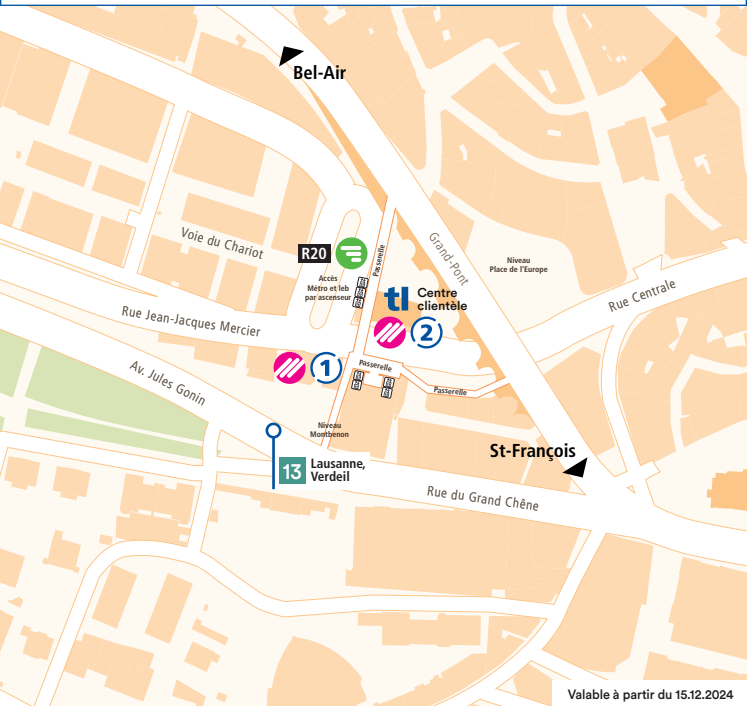 Bel-Air
Voie du Chariot
R20
Accès
Métro et leb
par ascenseur
Passerelle
Grand-Pont
Niveau
Place de l'Europe
Rue Centrale
tl Centre
clientèle
2
Rue Jean-Jacques Mercier
1
Passerelle
Passerelle
Av. Jules Gonin
Niveau
Montbenon
St-François
13 Lausanne,
Verdeil
Rue du Grand Chêne
Valable à partir du 15.12.2024